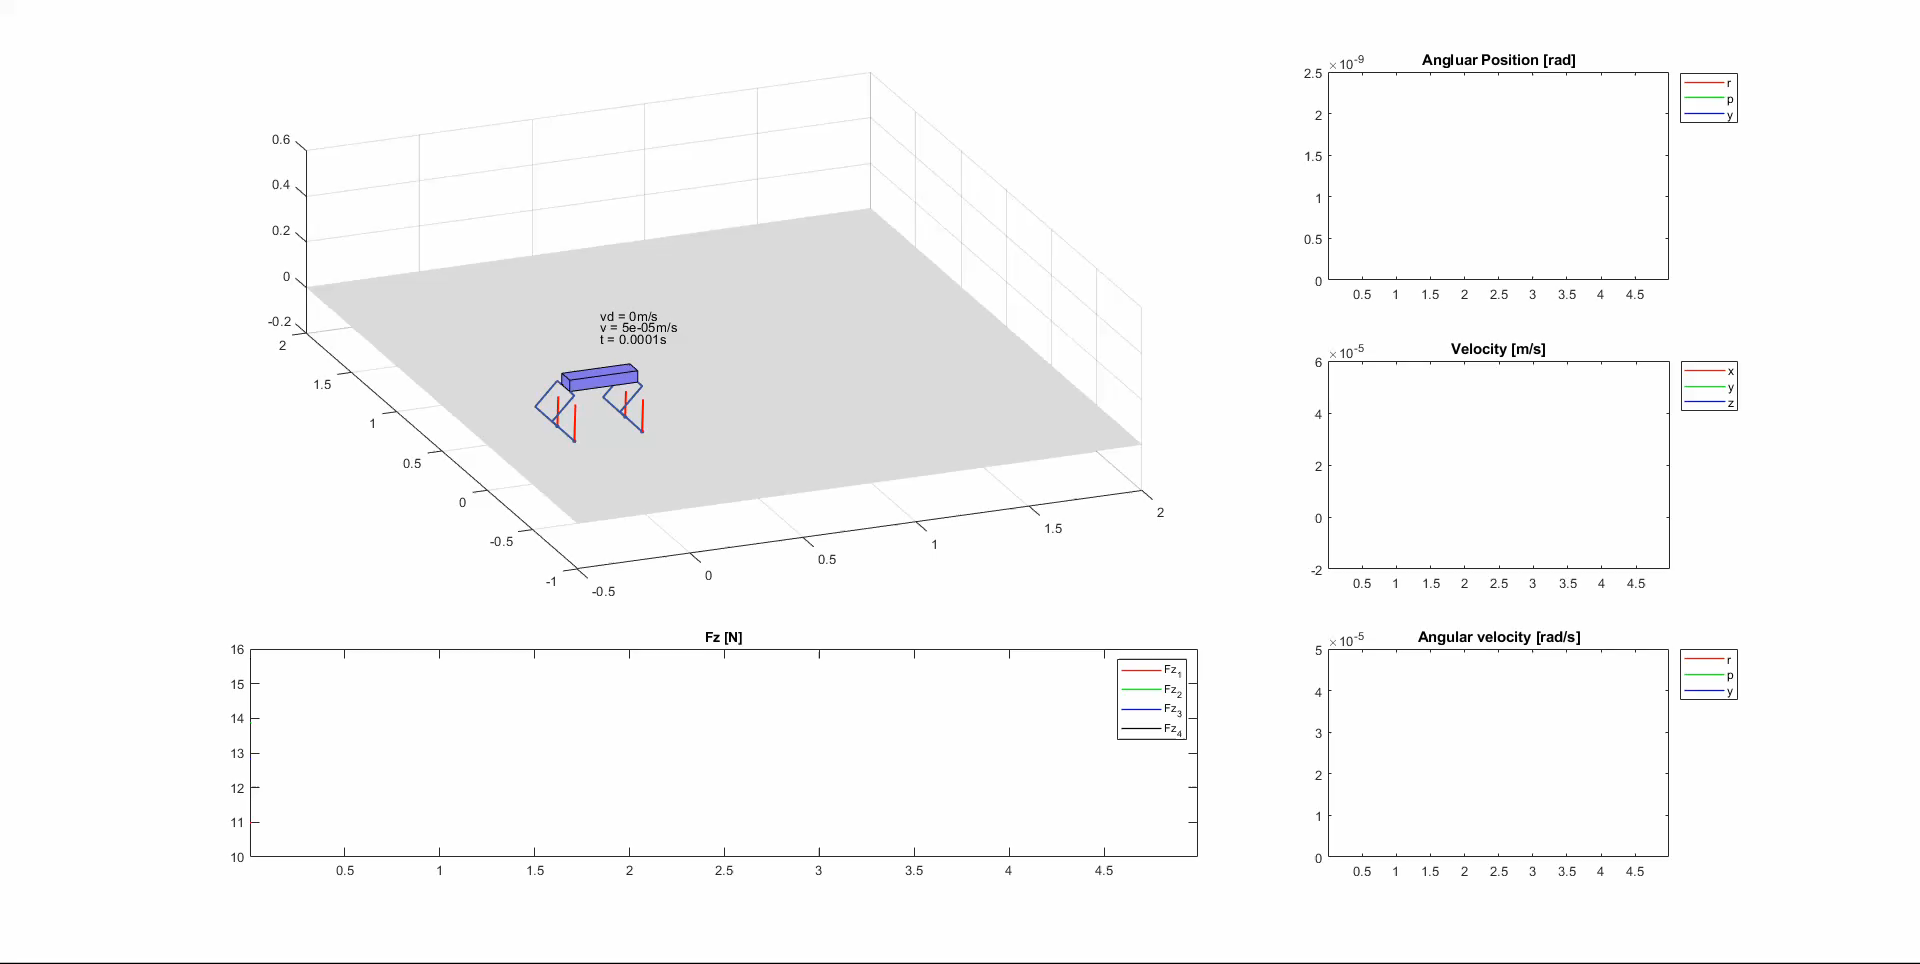 0.6
0.4
0.2
0
-0.2
2
1.5
1
0.5
0
-0.5
-1
-0.5
0
0.5
1
1.5
2
vd = 0m/s
v = 5e-05m/s
t = 0.0001s
Angluar Position [rad]
×10-9
2.5
2
1.5
1
0.5
0
0.5 1 1.5 2 2.5 3 3.5 4 4.5
r
p
y
Velocity [m/s]
×10-5
6
4
2
0
-2
0.5 1 1.5 2 2.5 3 3.5 4 4.5
x
y
z
Fz [N]
16
15
14
13
12
11
10
0.5 1 1.5 2 2.5 3 3.5 4 4.5
Fz1
Fz2
Fz3
Fz4
Angular velocity [rad/s]
×10-5
5
4
3
2
1
0
0.5 1 1.5 2 2.5 3 3.5 4 4.5
r
p
y